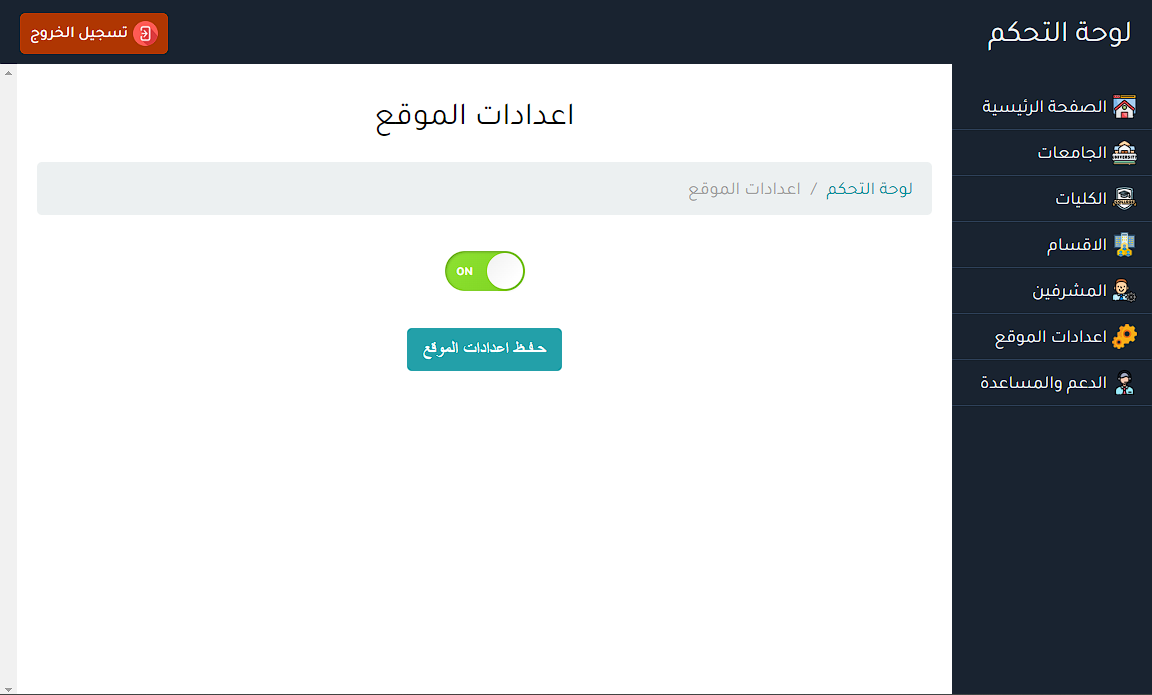 لوحة التحكم
تسجيل الخروج
الصفحة الرئيسية
الجامعات
الكليات
الاقسام
المشرفين
اعدادات الموقع
الدعم والمساعدة
اعدادات الموقع
لوحة التحكم / اعدادات الموقع
ON
حفظ اعدادات الموقع